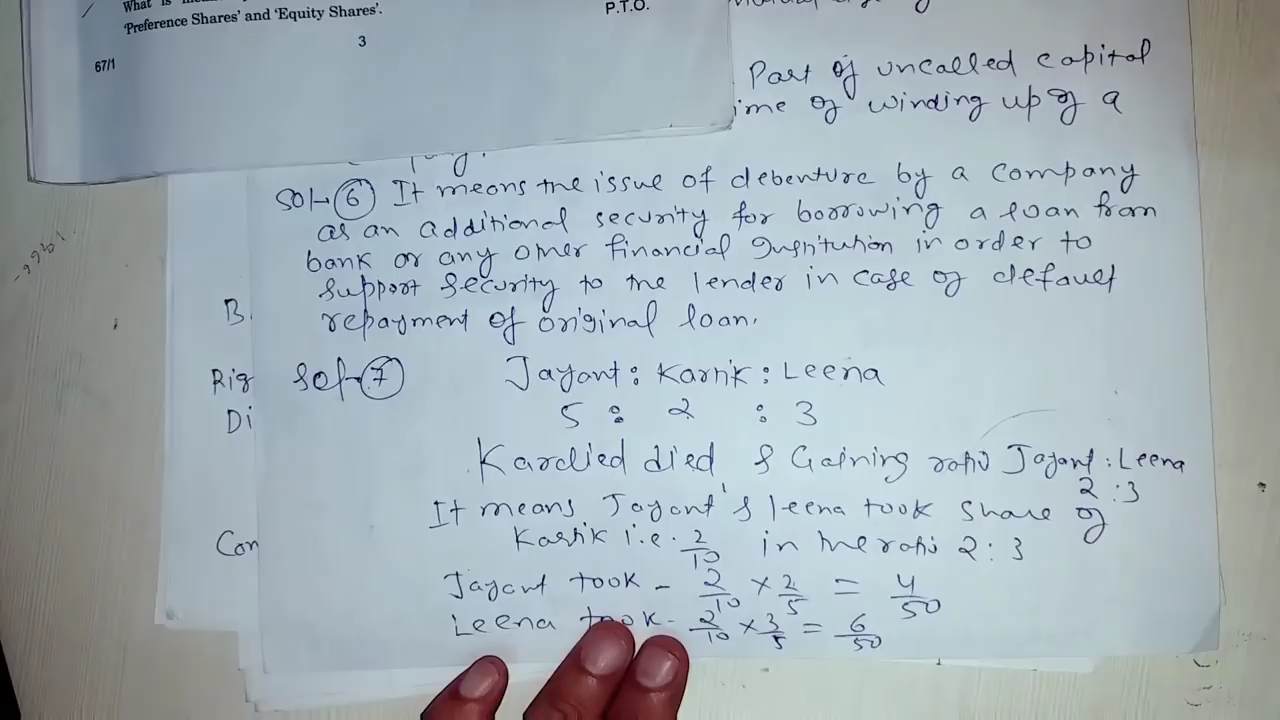 What is
'Preference Shares' and 'Equity Shares'.
P.T.O.
3
67/1
Part of uncalled capital
ime of winding up of a
Sol→ 6 It means the issue of debenture by a company
as an additional security for borrowing a loan from
bank or any other financial Institution in order to
support security to the lender in case of default
repayment of original loan.
B.
Rig
Sol→ 7 Jayant : Kartik : Leena
Di
5 : 2 : 3
died & Gaining ratio Jayant : Leena
2 : 3
It means Jayant & leena took share of
Kartik i.e. 2/10 in the ratio 2 : 3
Con
Jayant took - 2/10 × 2/5 = 4/50
Leena took - 2/10 × 3/5 = 6/50